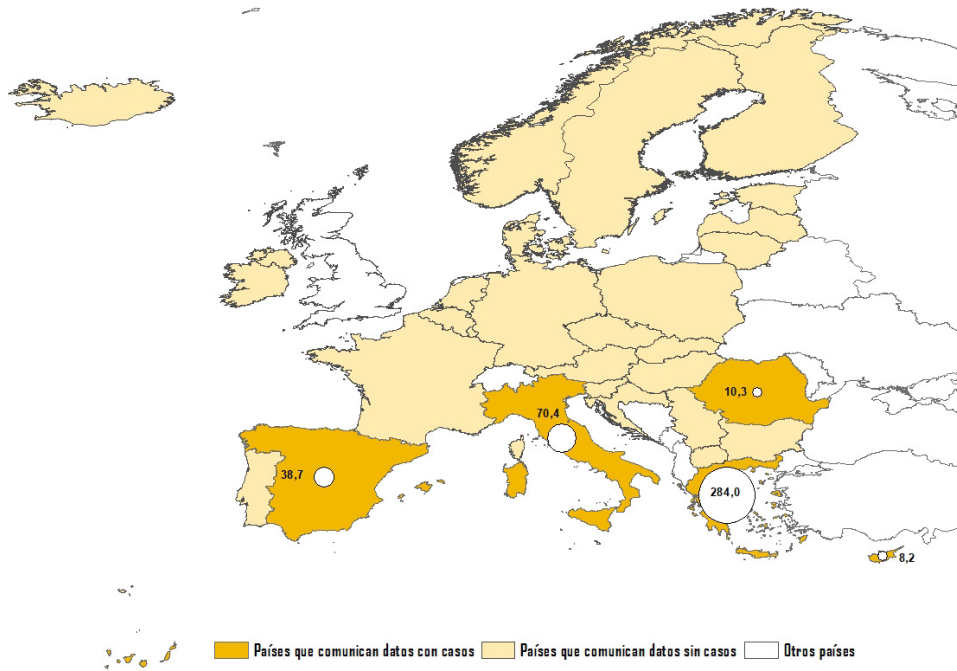 10,3
70,4
38,7
284,0
8,2
Países que comunican datos con casos
Países que comunican datos sin casos
Otros países